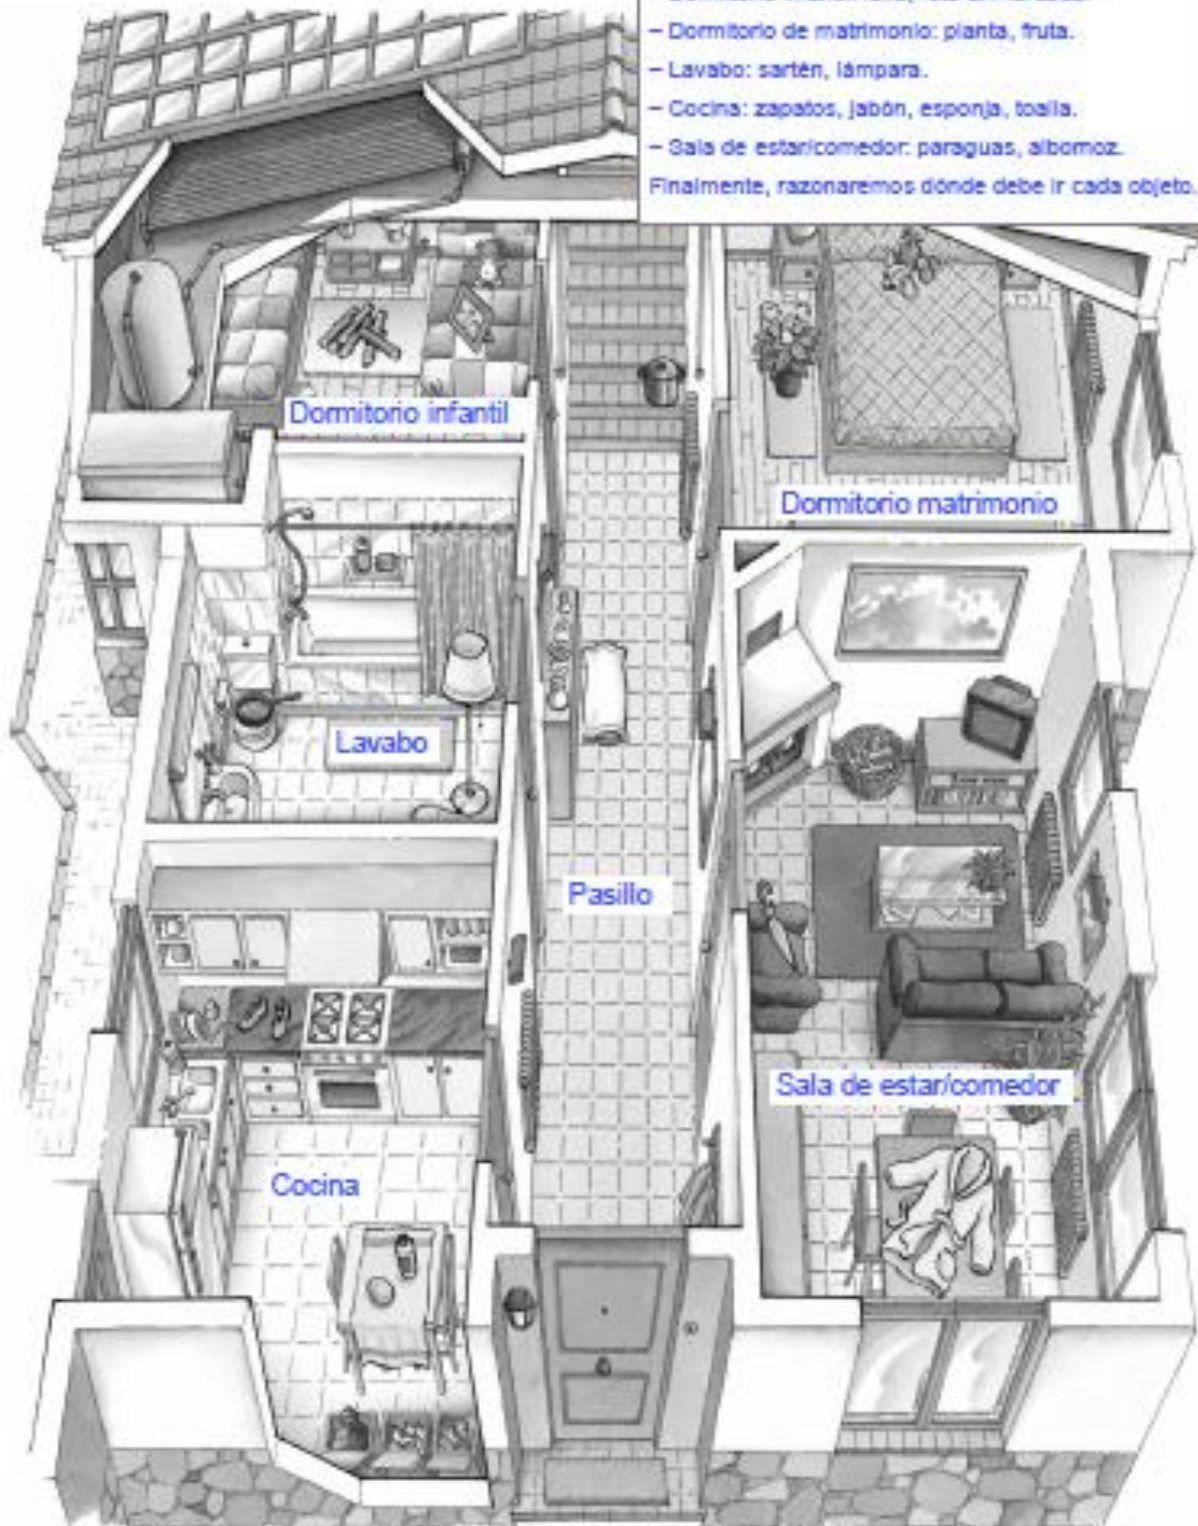 – Dormitorio de matrimonio: planta, fruta.
– Lavabo: sartén, lámpara.
– Cocina: zapatos, jabón, esponja, toalla.
– Sala de estar/comedor: paraguas, albornoz.
Finalmente, razonaremos dónde debe ir cada objeto.
Dormitorio infantil
Dormitorio matrimonio
Lavabo
Pasillo
Sala de estar/comedor
Cocina